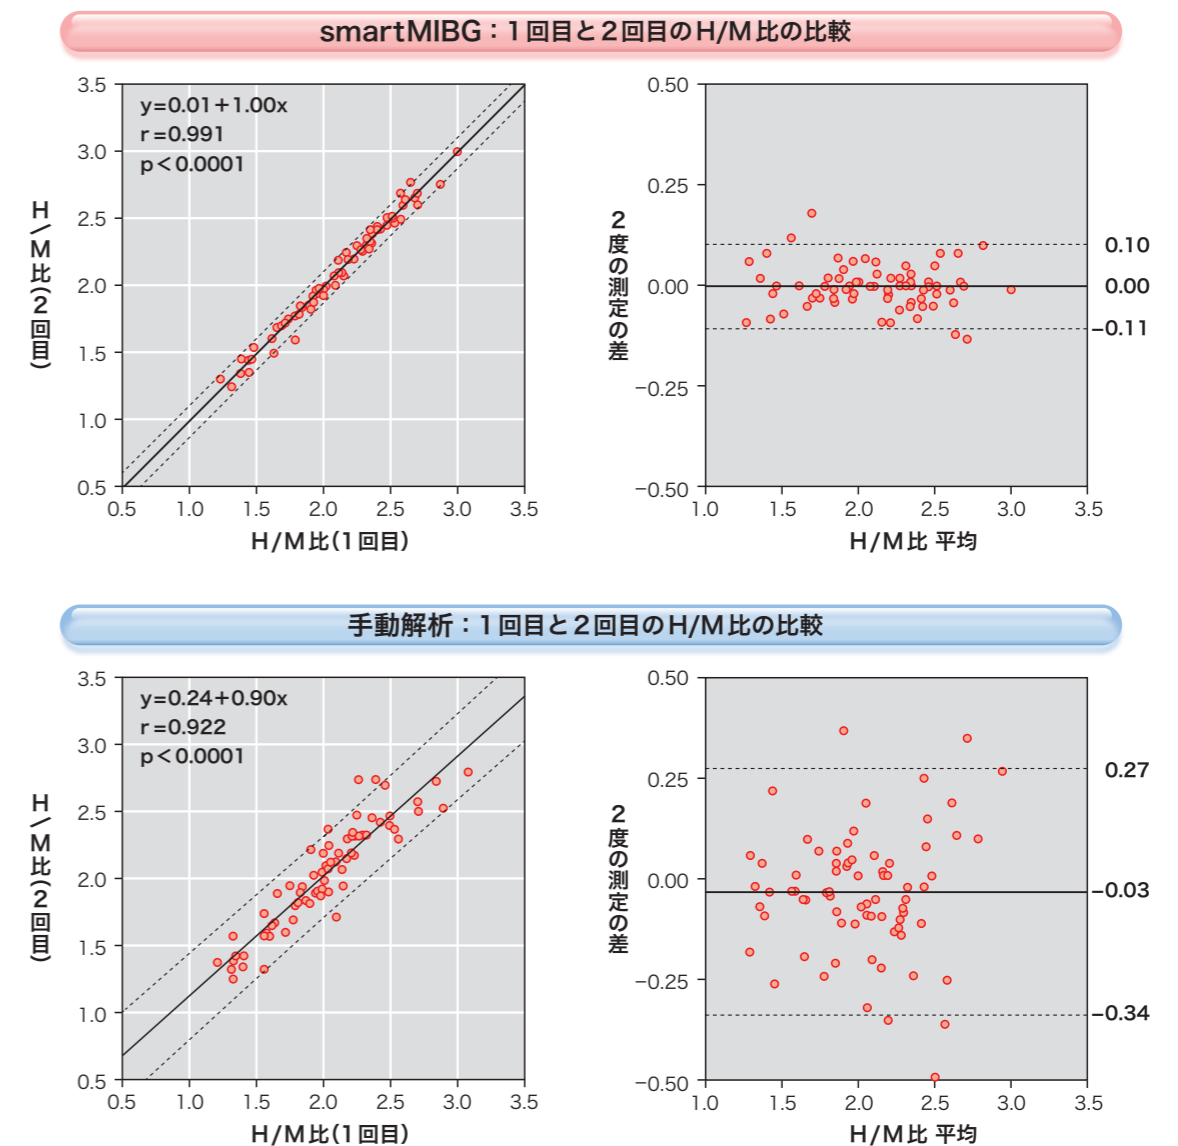 smartMIBG：1回目と2回目のH/M比の比較
y=0.01+1.00x
r=0.991
p<0.0001
H/M比(2回目)
3.5
3.0
2.5
2.0
1.5
1.0
0.5
0.5 1.0 1.5 2.0 2.5 3.0 3.5
H/M比(1回目)
2度の測定の差
0.50
0.25
0.00
−0.25
−0.50
0.10
0.00
−0.11
1.0 1.5 2.0 2.5 3.0 3.5
H/M比 平均
手動解析：1回目と2回目のH/M比の比較
y=0.24+0.90x
r=0.922
p<0.0001
H/M比(2回目)
3.5
3.0
2.5
2.0
1.5
1.0
0.5
0.5 1.0 1.5 2.0 2.5 3.0 3.5
H/M比(1回目)
2度の測定の差
0.50
0.25
0.00
−0.25
−0.50
0.27
−0.03
−0.34
1.0 1.5 2.0 2.5 3.0 3.5
H/M比 平均